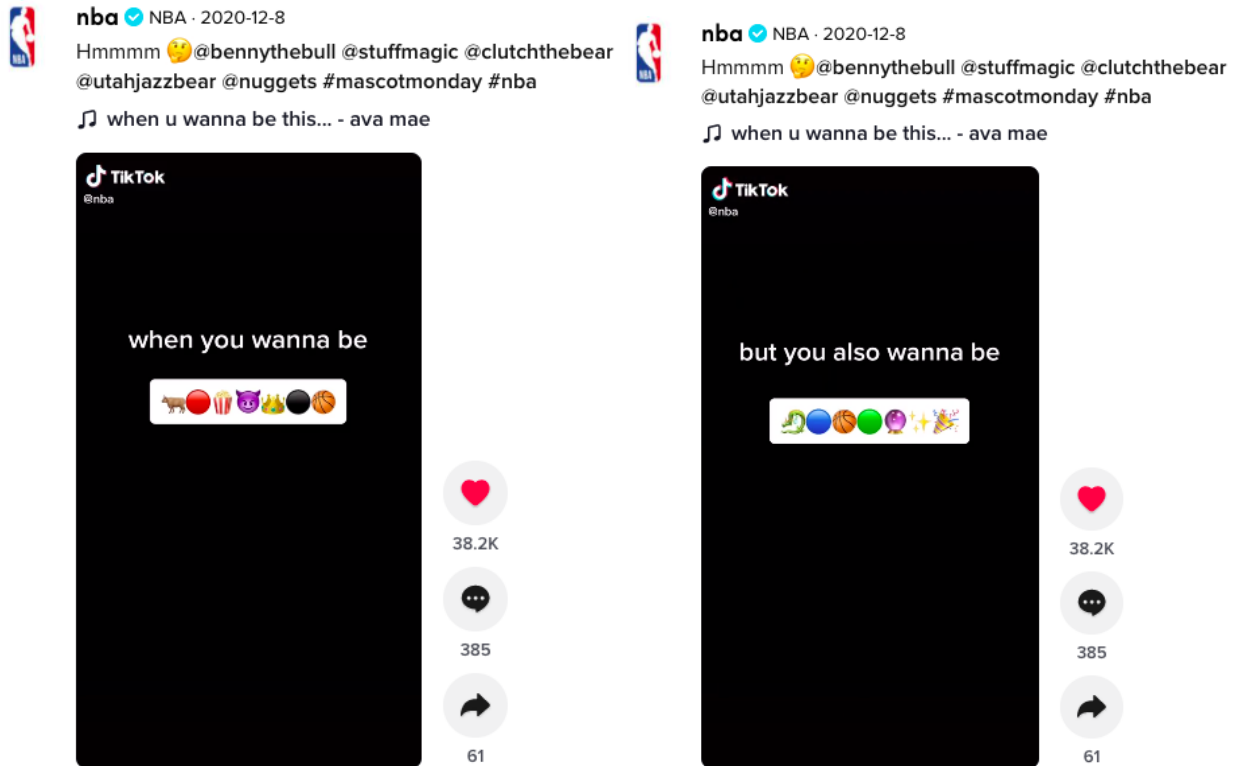 nba NBA · 2020-12-8
Hmmmm 🤔@bennythebull @stuffmagic @clutchthebear
@utahjazzbear @nuggets #mascotmonday #nba
🎵 when u wanna be this... - ava mae
TikTok
@nba
when you wanna be
🐂🔴🍿😈👑⚫🏀
38.2K
385
61
NBA
nba NBA · 2020-12-8
Hmmmm 🤔@bennythebull @stuffmagic @clutchthebear
@utahjazzbear @nuggets #mascotmonday #nba
🎵 when u wanna be this... - ava mae
TikTok
@nba
but you also wanna be
🐉🔵🏀🟢🔮✨🎉
38.2K
385
61
NBA